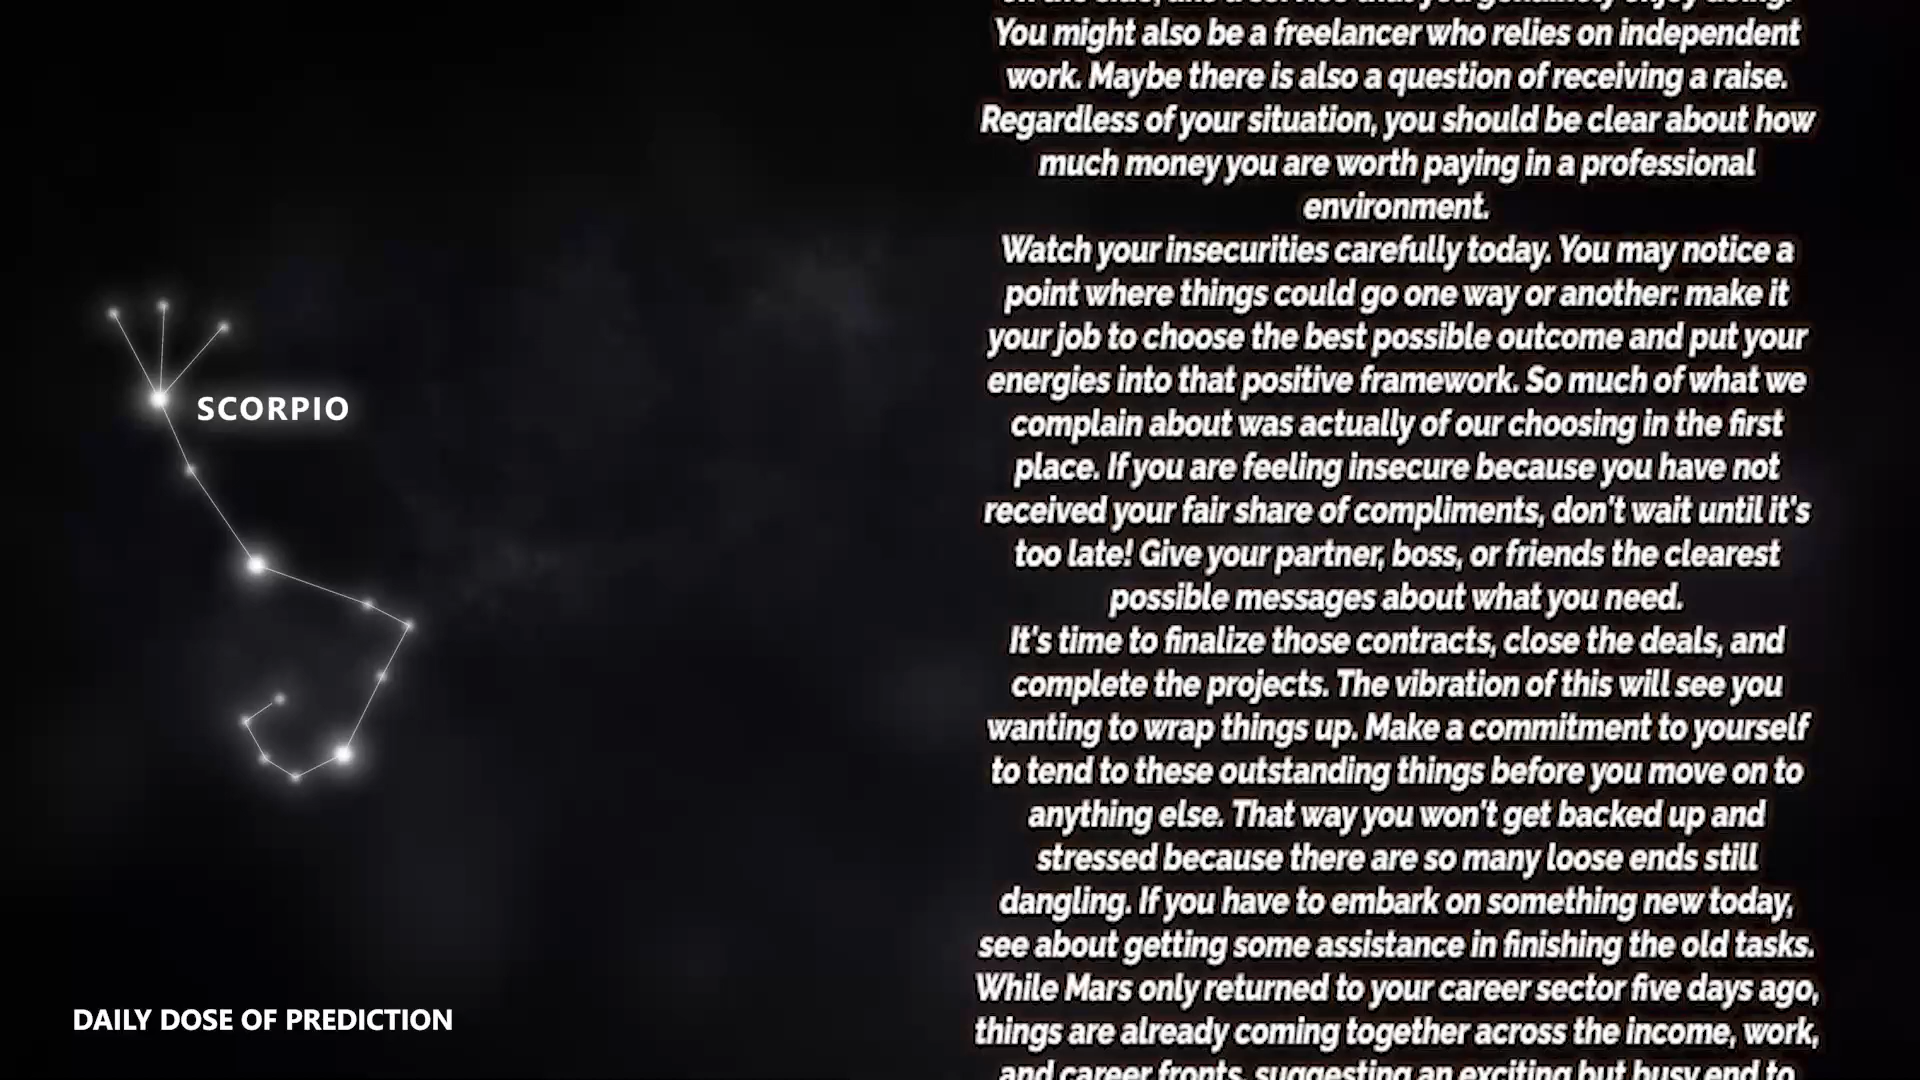 You might also be a freelancer who relies on independent
work. Maybe there is also a question of receiving a raise.
Regardless of your situation, you should be clear about how
much money you are worth paying in a professional
environment.
Watch your insecurities carefully today. You may notice a
point where things could go one way or another: make it
your job to choose the best possible outcome and put your
energies into that positive framework. So much of what we
complain about was actually of our choosing in the first
place. If you are feeling insecure because you have not
received your fair share of compliments, don't wait until it's
too late! Give your partner, boss, or friends the clearest
possible messages about what you need.
It's time to finalize those contracts, close the deals, and
complete the projects. The vibration of this will see you
wanting to wrap things up. Make a commitment to yourself
to tend to these outstanding things before you move on to
anything else. That way you won't get backed up and
stressed because there are so many loose ends still
dangling. If you have to embark on something new today,
see about getting some assistance in finishing the old tasks.
While Mars only returned to your career sector five days ago,
things are already coming together across the income, work,
and career fronts, suggesting an exciting but busy end to
SCORPIO
DAILY DOSE OF PREDICTION